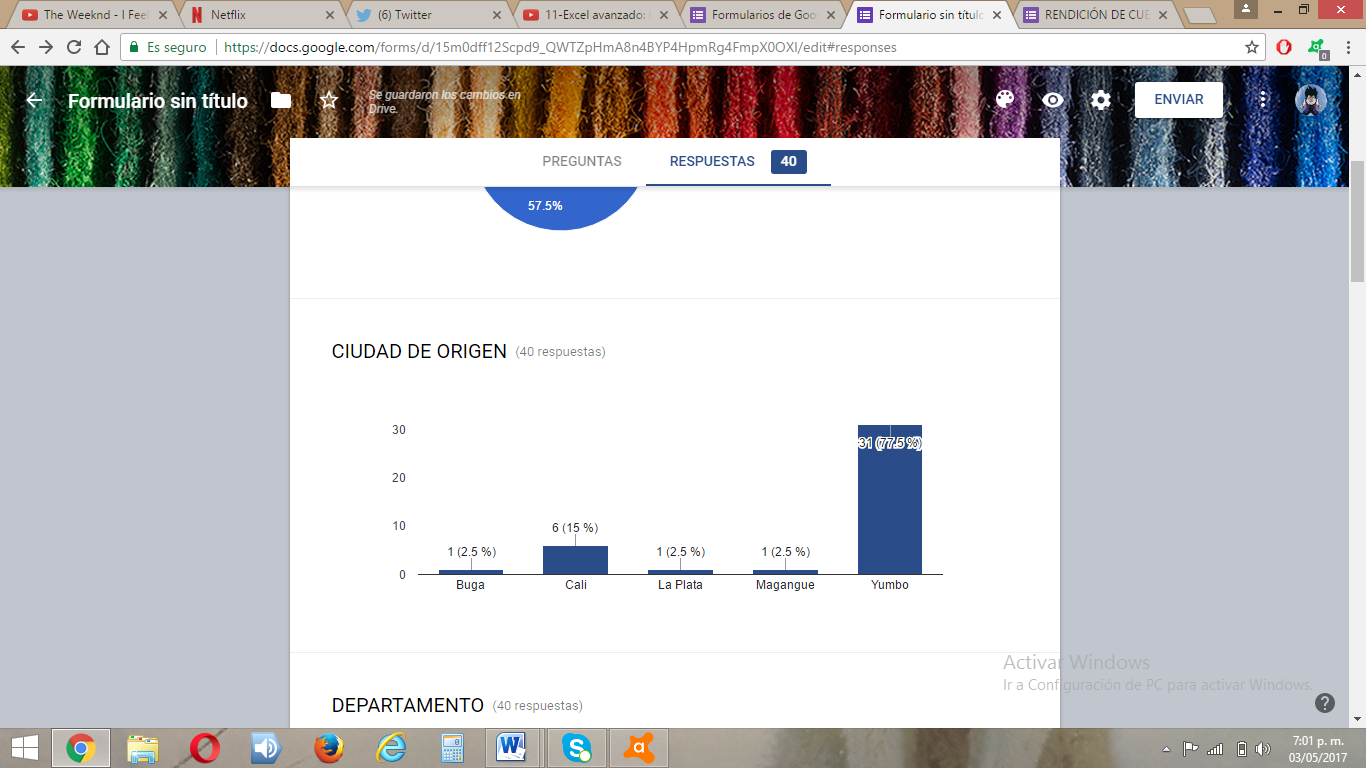 The Weeknd - I Fee
Netflix
(6) Twitter
11-Excel avanzado:
Formularios de Goo
Formulario sin título
RENDICIÓN DE CUE
Es seguro
https://docs.google.com/forms/d/15m0dff12Scpd9_QWTZpHmA8n4BYP4HpmRg4FmpX0OXI/edit#responses
0
Formulario sin título
Se guardaron los cambios en
Drive.
ENVIAR
PREGUNTAS
RESPUESTAS
40
57.5%
CIUDAD DE ORIGEN (40 respuestas)
30
20
10
0
1 (2.5 %)
6 (15 %)
1 (2.5 %)
1 (2.5 %)
31 (77.5 %)
Buga
Cali
La Plata
Magangue
Yumbo
Activar Windows
Ir a Configuración de PC para activar Windows.
DEPARTAMENTO (40 respuestas)
7:01 p. m.
03/05/2017